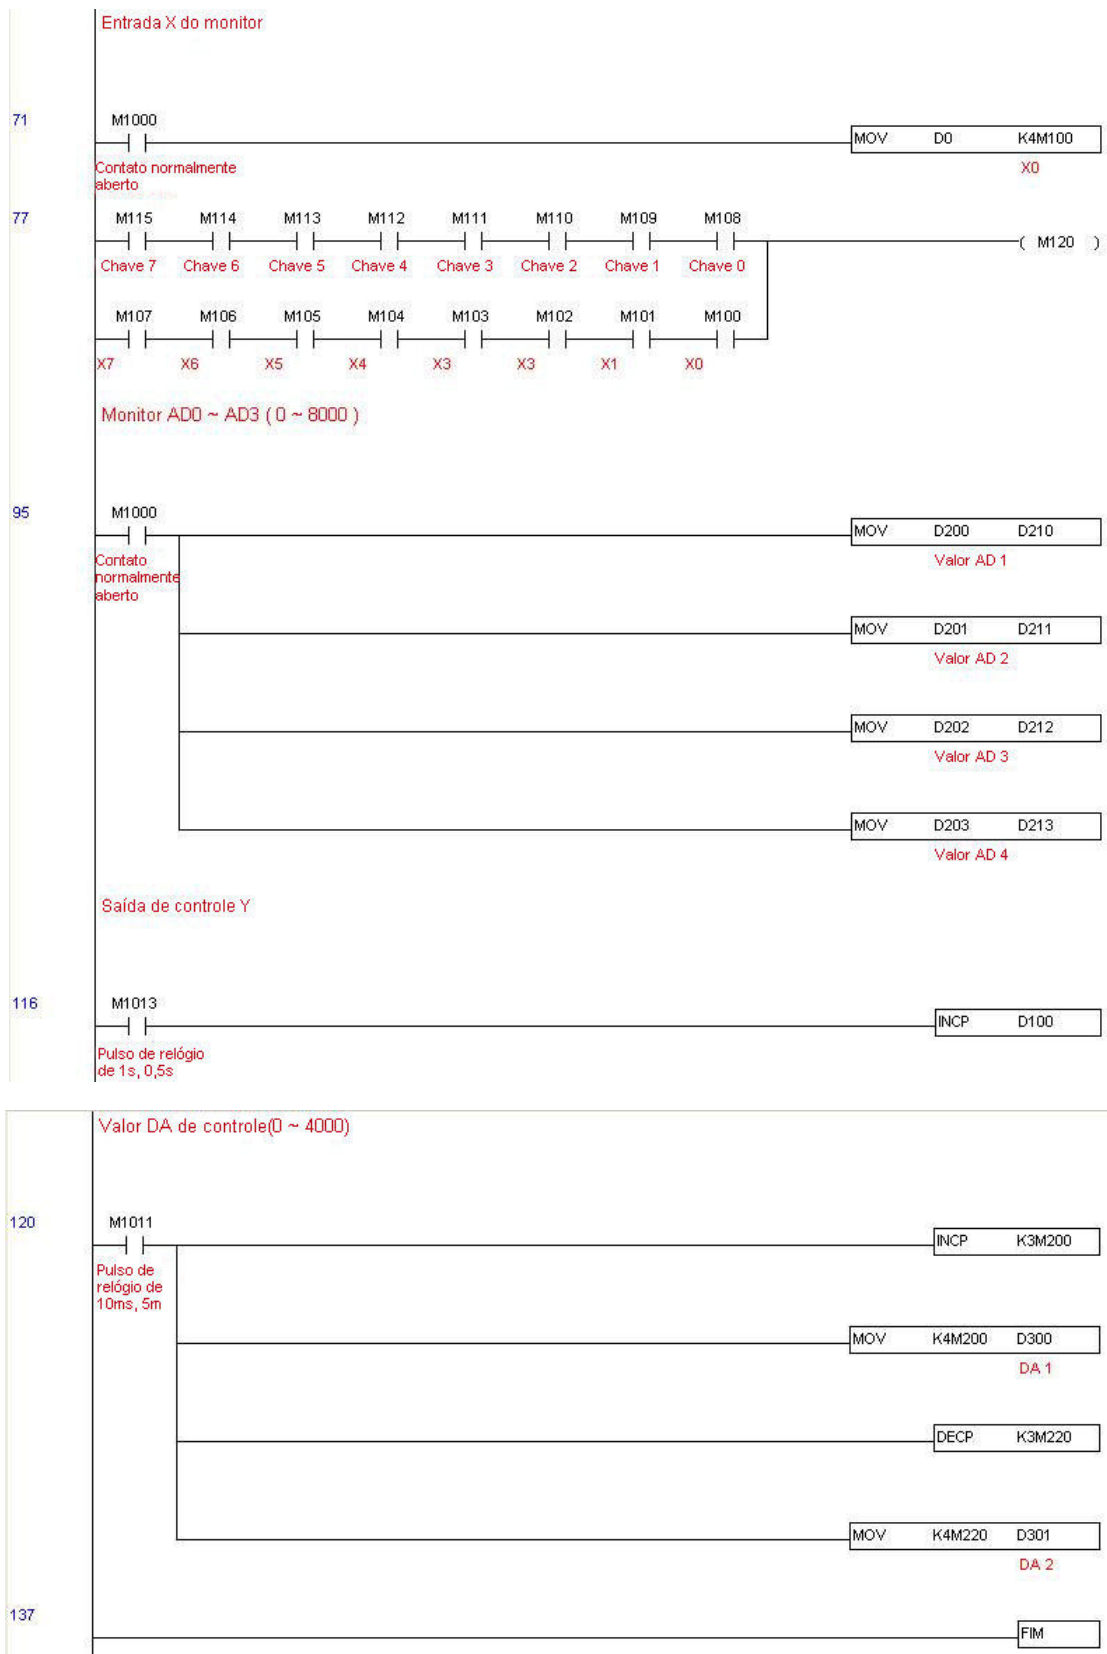 Entrada X do monitor
71
M1000
MOV D0 K4M100
Contato normalmente
aberto
X0
77
M115 M114 M113 M112 M111 M110 M109 M108
( M120 )
Chave 7 Chave 6 Chave 5 Chave 4 Chave 3 Chave 2 Chave 1 Chave 0
M107 M106 M105 M104 M103 M102 M101 M100
X7 X6 X5 X4 X3 X3 X1 X0
Monitor AD0 ~ AD3 ( 0 ~ 8000 )
95
M1000
MOV D200 D210
Contato
normalmente
aberto
Valor AD 1
MOV D201 D211
Valor AD 2
MOV D202 D212
Valor AD 3
MOV D203 D213
Valor AD 4
Saída de controle Y
116
M1013
INCP D100
Pulso de relógio
de 1s, 0,5s
Valor DA de controle(0 ~ 4000)
120
M1011
INCP K3M200
Pulso de
relógio de
10ms, 5m
MOV K4M200 D300
DA 1
DECP K3M220
MOV K4M220 D301
DA 2
137
FIM